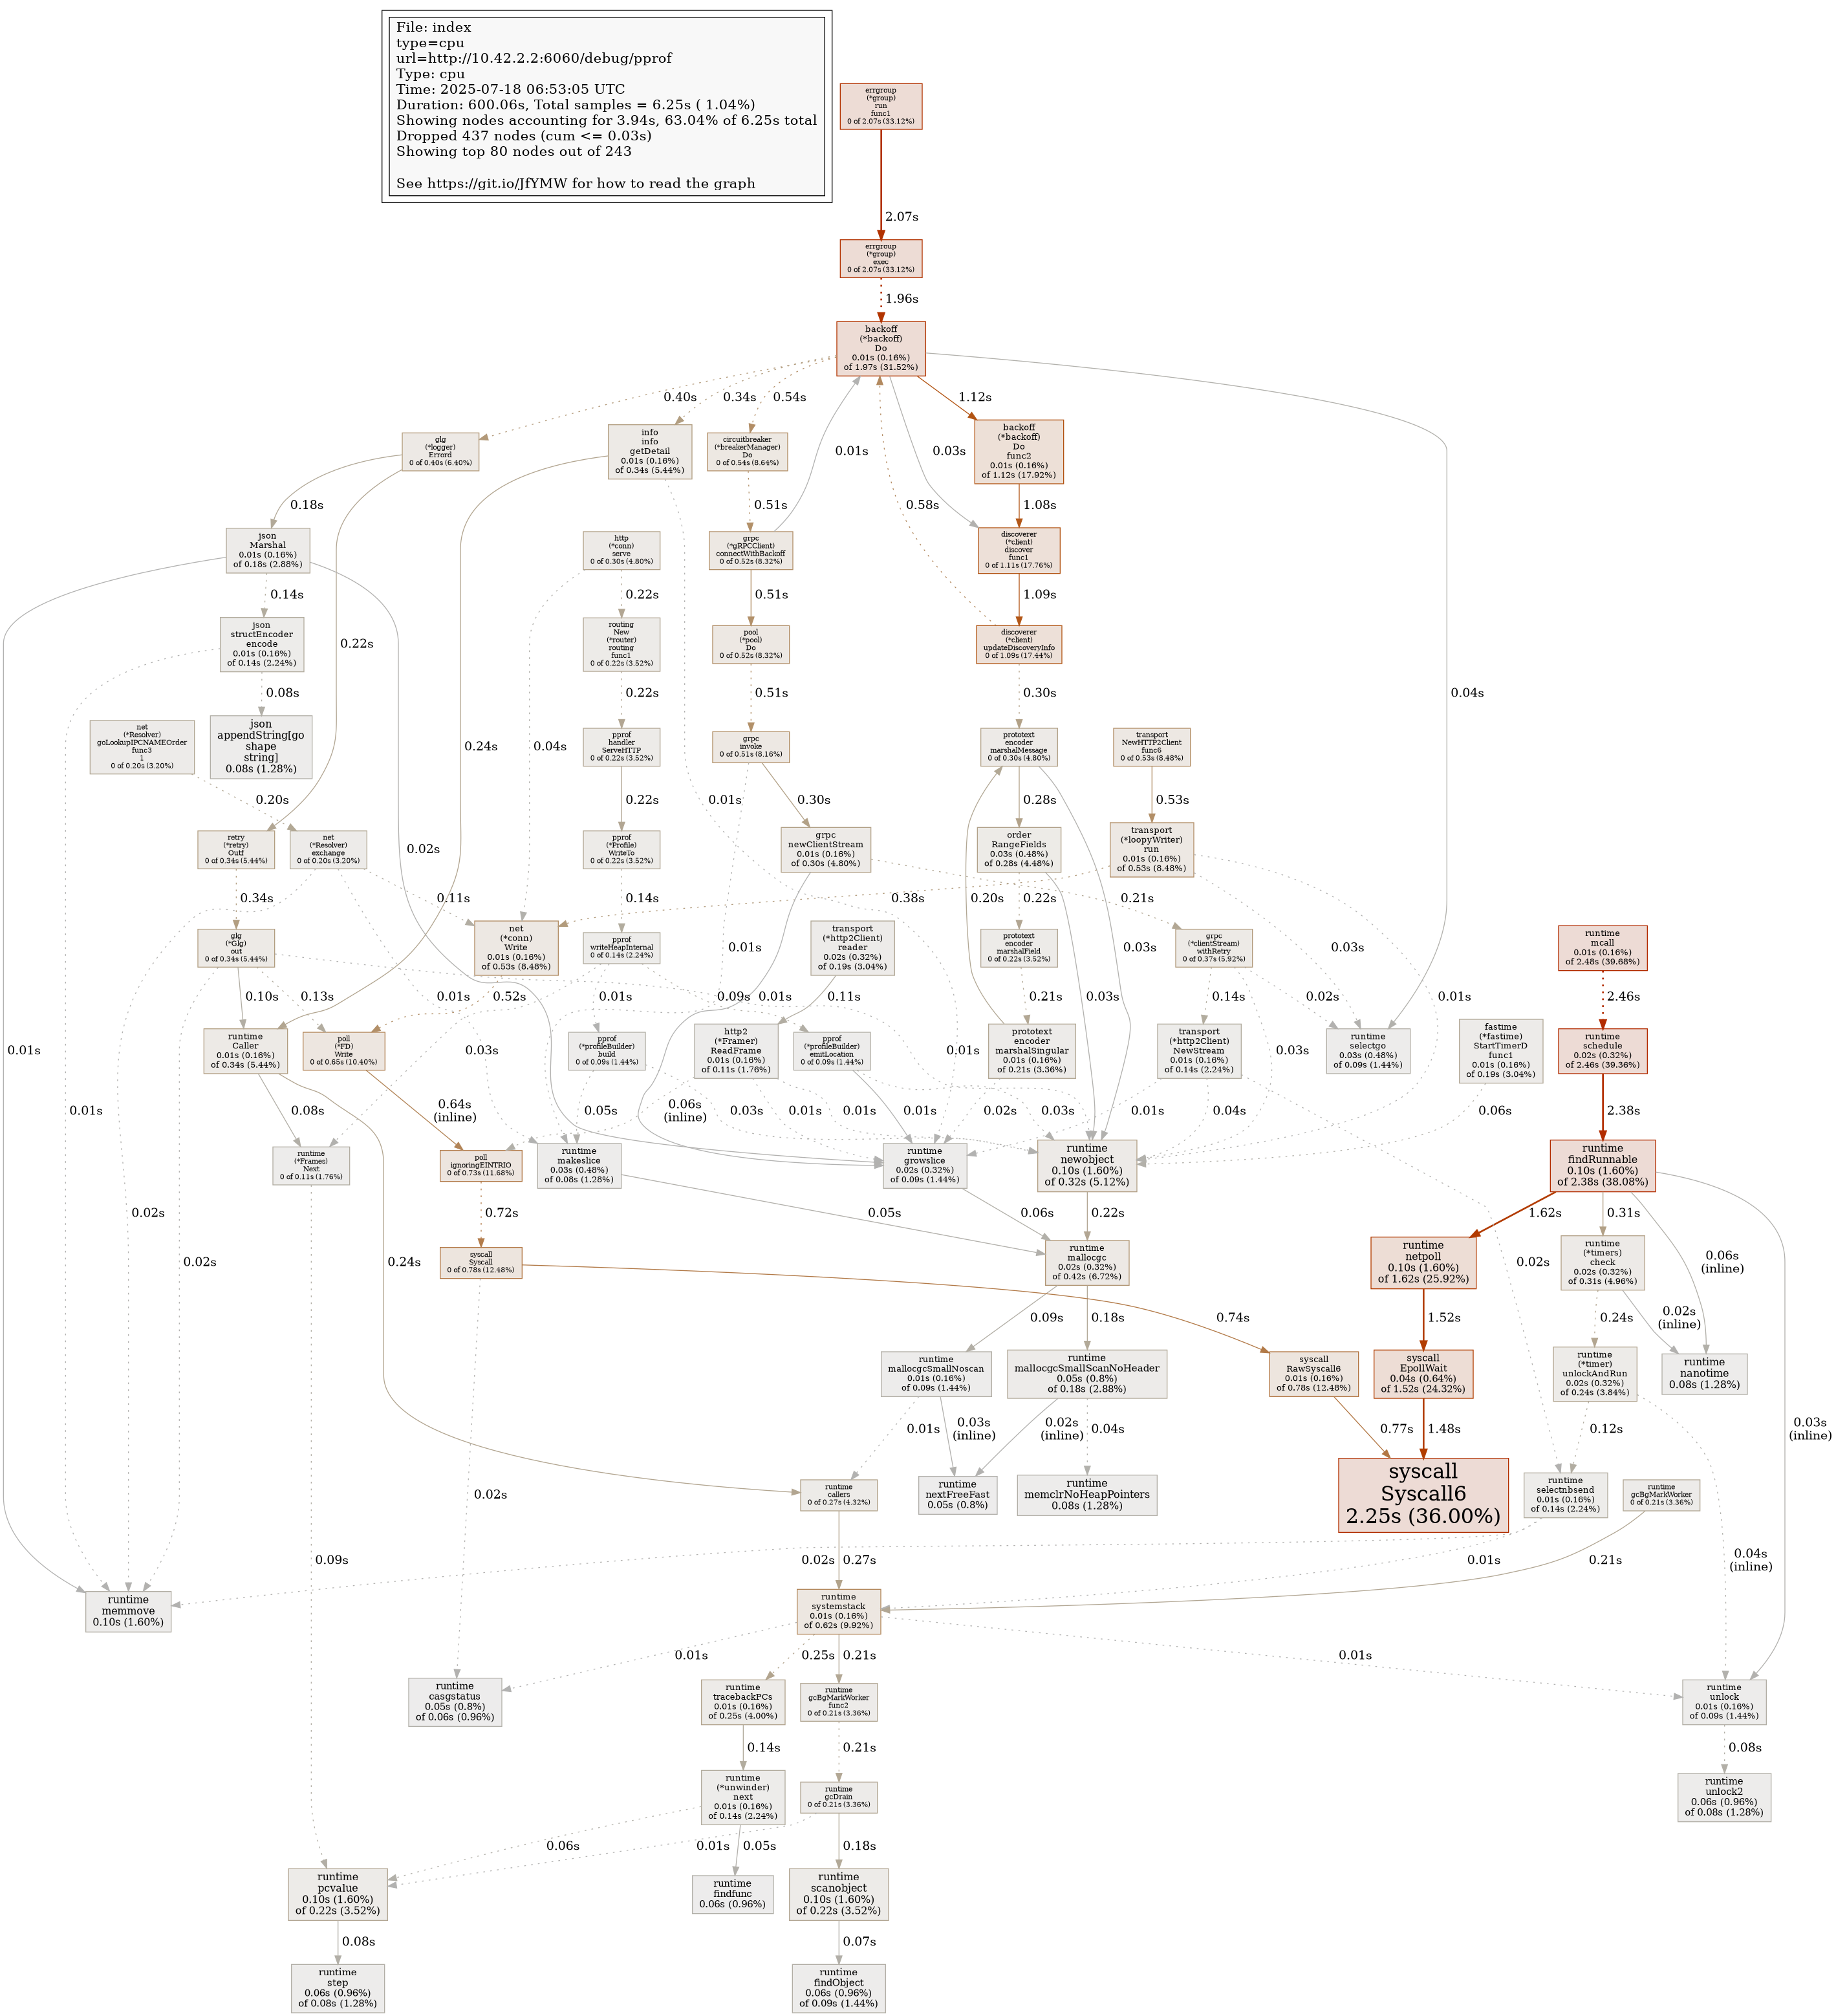 File: index
type=cpu
url=http://10.42.2.2:6060/debug/pprof
Type: cpu
Time: 2025-07-18 06:53:05 UTC
Duration: 600.06s, Total samples = 6.25s ( 1.04%)
Showing nodes accounting for 3.94s, 63.04% of 6.25s total
Dropped 437 nodes (cum <= 0.03s)
Showing top 80 nodes out of 243
See https://git.io/JfYMW for how to read the graph
errgroup
(*group)
run
func1
0 of 2.07s (33.12%)
2.07s
errgroup
(*group)
exec
0 of 2.07s (33.12%)
1.96s
backoff
(*backoff)
Do
0.01s (0.16%)
of 1.97s (31.52%)
0.40s
0.34s
0.54s
0.01s
0.03s
1.12s
0.04s
glg
(*logger)
Errord
0 of 0.40s (6.40%)
info
info
getDetail
0.01s (0.16%)
of 0.34s (5.44%)
circuitbreaker
(*breakerManager)
Do
0 of 0.54s (8.64%)
backoff
(*backoff)
Do
func2
0.01s (0.16%)
of 1.12s (17.92%)
0.18s
0.22s
0.24s
0.01s
0.51s
0.58s
1.08s
json
Marshal
0.01s (0.16%)
of 0.18s (2.88%)
http
(*conn)
serve
0 of 0.30s (4.80%)
grpc
(*gRPCClient)
connectWithBackoff
0 of 0.52s (8.32%)
discoverer
(*client)
discover
func1
0 of 1.11s (17.76%)
0.01s
0.14s
0.02s
0.04s
0.22s
0.51s
1.09s
json
structEncoder
encode
0.01s (0.16%)
of 0.14s (2.24%)
routing
New
(*router)
routing
func1
0 of 0.22s (3.52%)
pool
(*pool)
Do
0 of 0.52s (8.32%)
discoverer
(*client)
updateDiscoveryInfo
0 of 1.09s (17.44%)
0.01s
0.08s
0.22s
0.51s
0.30s
net
(*Resolver)
goLookupIPCNAMEOrder
func3
1
0 of 0.20s (3.20%)
json
appendString[go
shape
string]
0.08s (1.28%)
pprof
handler
ServeHTTP
0 of 0.22s (3.52%)
grpc
invoke
0 of 0.51s (8.16%)
prototext
encoder
marshalMessage
0 of 0.30s (4.80%)
transport
NewHTTP2Client
func6
0 of 0.53s (8.48%)
0.20s
0.22s
0.01s
0.30s
0.28s
0.03s
0.53s
retry
(*retry)
Outf
0 of 0.34s (5.44%)
net
(*Resolver)
exchange
0 of 0.20s (3.20%)
pprof
(*Profile)
WriteTo
0 of 0.22s (3.52%)
grpc
newClientStream
0.01s (0.16%)
of 0.30s (4.80%)
order
RangeFields
0.03s (0.48%)
of 0.28s (4.48%)
transport
(*loopyWriter)
run
0.01s (0.16%)
of 0.53s (8.48%)
0.34s
0.02s
0.01s
0.11s
0.14s
0.06s
(inline)
0.21s
0.20s
0.22s
0.03s
0.38s
0.03s
0.01s
glg
(*Glg)
out
0 of 0.34s (5.44%)
net
(*conn)
Write
0.01s (0.16%)
of 0.53s (8.48%)
pprof
writeHeapInternal
0 of 0.14s (2.24%)
transport
(*http2Client)
reader
0.02s (0.32%)
of 0.19s (3.04%)
prototext
encoder
marshalField
0 of 0.22s (3.52%)
grpc
(*clientStream)
withRetry
0 of 0.37s (5.92%)
runtime
mcall
0.01s (0.16%)
of 2.48s (39.68%)
0.02s
0.10s
0.13s
0.01s
0.52s
0.03s
0.01s
0.09s
0.11s
0.21s
0.14s
0.02s
0.03s
2.46s
runtime
Caller
0.01s (0.16%)
of 0.34s (5.44%)
poll
(*FD)
Write
0 of 0.65s (10.40%)
pprof
(*profileBuilder)
build
0 of 0.09s (1.44%)
http2
(*Framer)
ReadFrame
0.01s (0.16%)
of 0.11s (1.76%)
pprof
(*profileBuilder)
emitLocation
0 of 0.09s (1.44%)
prototext
encoder
marshalSingular
0.01s (0.16%)
of 0.21s (3.36%)
transport
(*http2Client)
NewStream
0.01s (0.16%)
of 0.14s (2.24%)
runtime
selectgo
0.03s (0.48%)
of 0.09s (1.44%)
fastime
(*fastime)
StartTimerD
func1
0.01s (0.16%)
of 0.19s (3.04%)
runtime
schedule
0.02s (0.32%)
of 2.46s (39.36%)
0.08s
0.24s
0.64s
(inline)
0.05s
0.03s
0.01s
0.01s
0.01s
0.03s
0.02s
0.01s
0.04s
0.02s
0.06s
2.38s
runtime
(*Frames)
Next
0 of 0.11s (1.76%)
poll
ignoringEINTRIO
0 of 0.73s (11.68%)
runtime
makeslice
0.03s (0.48%)
of 0.08s (1.28%)
runtime
growslice
0.02s (0.32%)
of 0.09s (1.44%)
runtime
newobject
0.10s (1.60%)
of 0.32s (5.12%)
runtime
findRunnable
0.10s (1.60%)
of 2.38s (38.08%)
0.09s
0.72s
0.05s
0.06s
0.22s
1.62s
0.31s
0.06s
(inline)
0.03s
(inline)
syscall
Syscall
0 of 0.78s (12.48%)
runtime
mallocgc
0.02s (0.32%)
of 0.42s (6.72%)
runtime
netpoll
0.10s (1.60%)
of 1.62s (25.92%)
runtime
(*timers)
check
0.02s (0.32%)
of 0.31s (4.96%)
0.02s
0.74s
0.09s
0.18s
1.52s
0.24s
0.02s
(inline)
runtime
mallocgcSmallNoscan
0.01s (0.16%)
of 0.09s (1.44%)
runtime
mallocgcSmallScanNoHeader
0.05s (0.8%)
of 0.18s (2.88%)
syscall
RawSyscall6
0.01s (0.16%)
of 0.78s (12.48%)
syscall
EpollWait
0.04s (0.64%)
of 1.52s (24.32%)
runtime
(*timer)
unlockAndRun
0.02s (0.32%)
of 0.24s (3.84%)
runtime
nanotime
0.08s (1.28%)
0.01s
0.03s
(inline)
0.02s
(inline)
0.04s
0.77s
1.48s
0.12s
0.04s
(inline)
runtime
callers
0 of 0.27s (4.32%)
runtime
nextFreeFast
0.05s (0.8%)
runtime
memclrNoHeapPointers
0.08s (1.28%)
syscall
Syscall6
2.25s (36.00%)
runtime
selectnbsend
0.01s (0.16%)
of 0.14s (2.24%)
runtime
gcBgMarkWorker
0 of 0.21s (3.36%)
0.27s
0.02s
0.01s
0.21s
runtime
memmove
0.10s (1.60%)
runtime
systemstack
0.01s (0.16%)
of 0.62s (9.92%)
0.01s
0.25s
0.21s
0.01s
runtime
casgstatus
0.05s (0.8%)
of 0.06s (0.96%)
runtime
tracebackPCs
0.01s (0.16%)
of 0.25s (4.00%)
runtime
gcBgMarkWorker
func2
0 of 0.21s (3.36%)
runtime
unlock
0.01s (0.16%)
of 0.09s (1.44%)
0.14s
0.21s
0.08s
runtime
(*unwinder)
next
0.01s (0.16%)
of 0.14s (2.24%)
runtime
gcDrain
0 of 0.21s (3.36%)
runtime
unlock2
0.06s (0.96%)
of 0.08s (1.28%)
0.06s
0.05s
0.01s
0.18s
runtime
pcvalue
0.10s (1.60%)
of 0.22s (3.52%)
runtime
findfunc
0.06s (0.96%)
runtime
scanobject
0.10s (1.60%)
of 0.22s (3.52%)
0.08s
0.07s
runtime
step
0.06s (0.96%)
of 0.08s (1.28%)
runtime
findObject
0.06s (0.96%)
of 0.09s (1.44%)